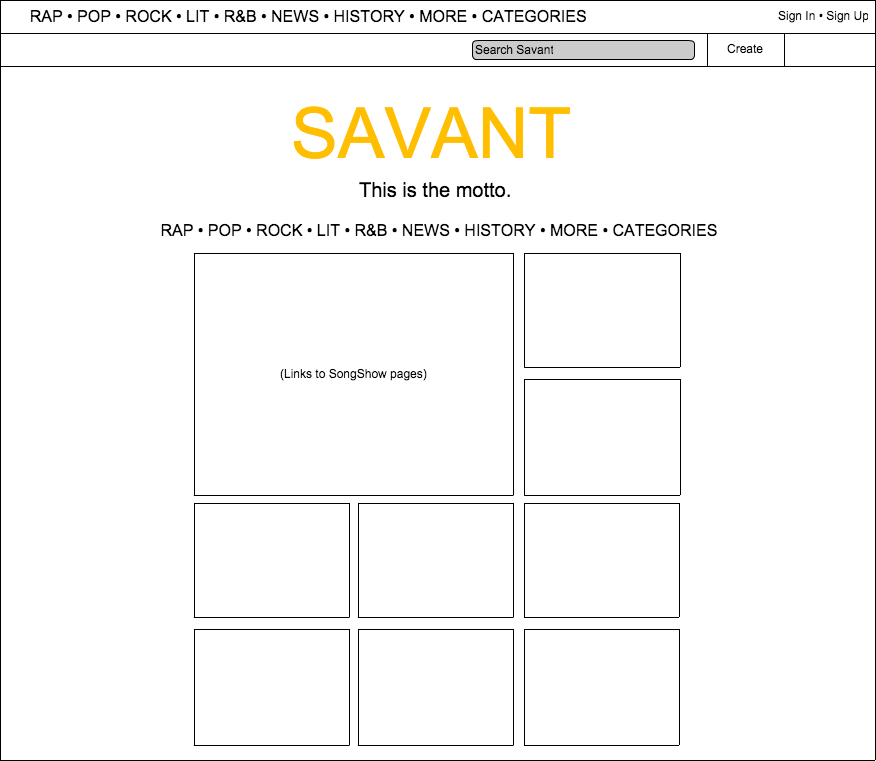 RAP • POP • ROCK • LIT • R&B • NEWS • HISTORY • MORE • CATEGORIES
Sign In • Sign Up
Search Savant
Create
SAVANT
This is the motto.
RAP • POP • ROCK • LIT • R&B • NEWS • HISTORY • MORE • CATEGORIES
(Links to SongShow pages)